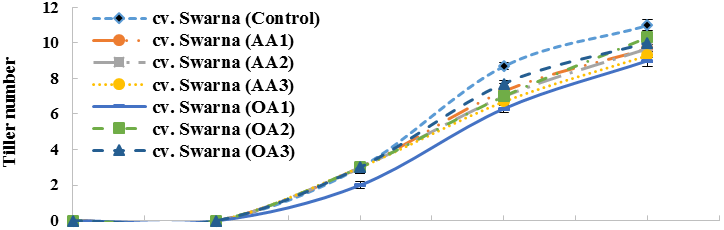 12
10
8
6
4
2
0
Tiller number
cv. Swarna (Control)
cv. Swarna (AA1)
cv. Swarna (AA2)
cv. Swarna (AA3)
cv. Swarna (OA1)
cv. Swarna (OA2)
cv. Swarna (OA3)